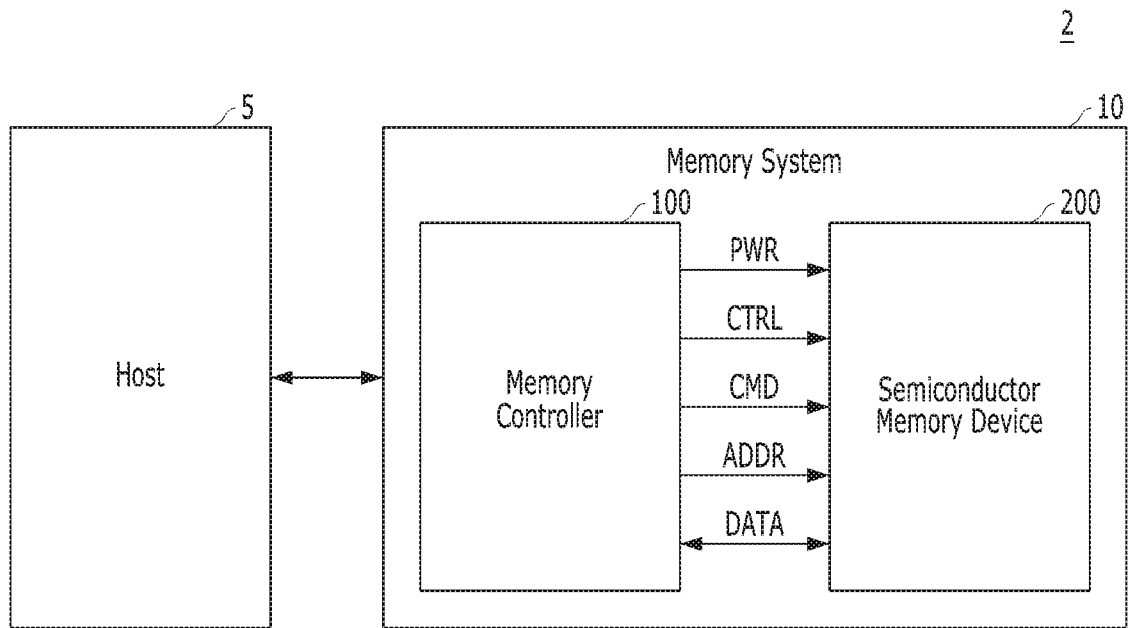 2
5
10
Memory System
100
200
PWR
CTRL
Host
Memory
Controller
CMD
Semiconductor
Memory Device
ADDR
DATA